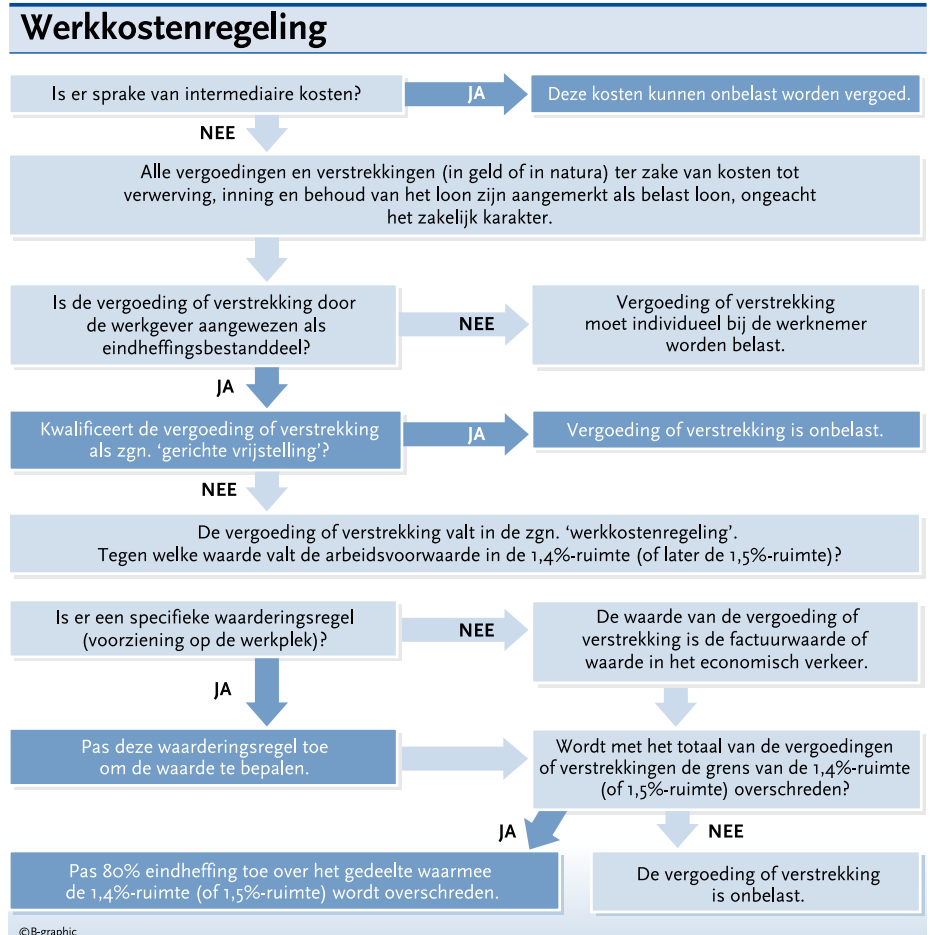 Werkkostenregeling
Is er sprake van intermediaire kosten?
JA
Deze kosten kunnen onbelast worden vergoed.
NEE
Alle vergoedingen en verstrekkingen (in geld of in natura) ter zake van kosten tot
verwerving, inning en behoud van het loon zijn aangemerkt als belast loon, ongeacht
het zakelijk karakter.
Is de vergoeding of verstrekking door
de werkgever aangewezen als
eindheffingsbestanddeel?
NEE
Vergoeding of verstrekking
moet individueel bij de werknemer
worden belast.
JA
Kwalificeert de vergoeding of verstrekking
als zgn. ‘gerichte vrijstelling’?
JA
Vergoeding of verstrekking is onbelast.
NEE
De vergoeding of verstrekking valt in de zgn. ‘werkkostenregeling’.
Tegen welke waarde valt de arbeidsvoorwaarde in de 1,4%-ruimte (of later de 1,5%-ruimte)?
Is er een specifieke waarderingsregel
(voorziening op de werkplek)?
NEE
De waarde van de vergoeding of
verstrekking is de factuurwaarde of
waarde in het economisch verkeer.
JA
Pas deze waarderingsregel toe
om de waarde te bepalen.
Wordt met het totaal van de vergoedingen
of verstrekkingen de grens van de 1,4%-ruimte
(of 1,5%-ruimte) overschreden?
JA
NEE
Pas 80% eindheffing toe over het gedeelte waarmee
de 1,4%-ruimte (of 1,5%-ruimte) wordt overschreden.
De vergoeding of verstrekking
is onbelast.
©B-graphic